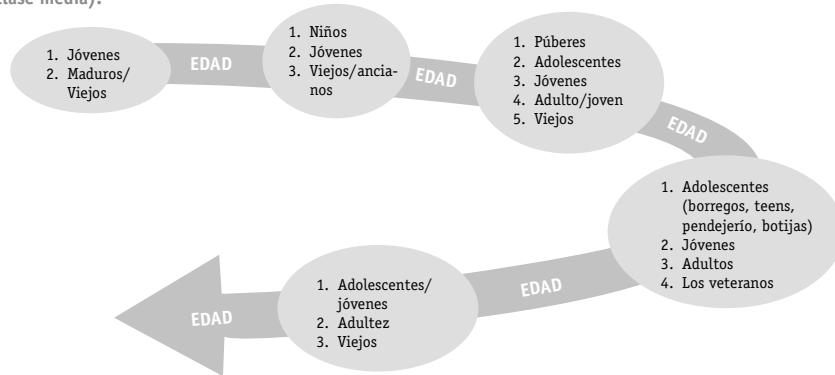 clase media).
1. Jóvenes
2. Maduros/
Viejos
EDAD
1. Niños
2. Jóvenes
3. Viejos/ancia-
nos
EDAD
1. Púberes
2. Adolescentes
3. Jóvenes
4. Adulto/joven
5. Viejos
EDAD
1. Adolescentes
(borregos, teens,
pendejerío, botijas)
2. Jóvenes
3. Adultos
4. Los veteranos
EDAD
1. Adolescentes/
jóvenes
2. Adultez
3. Viejos
EDAD